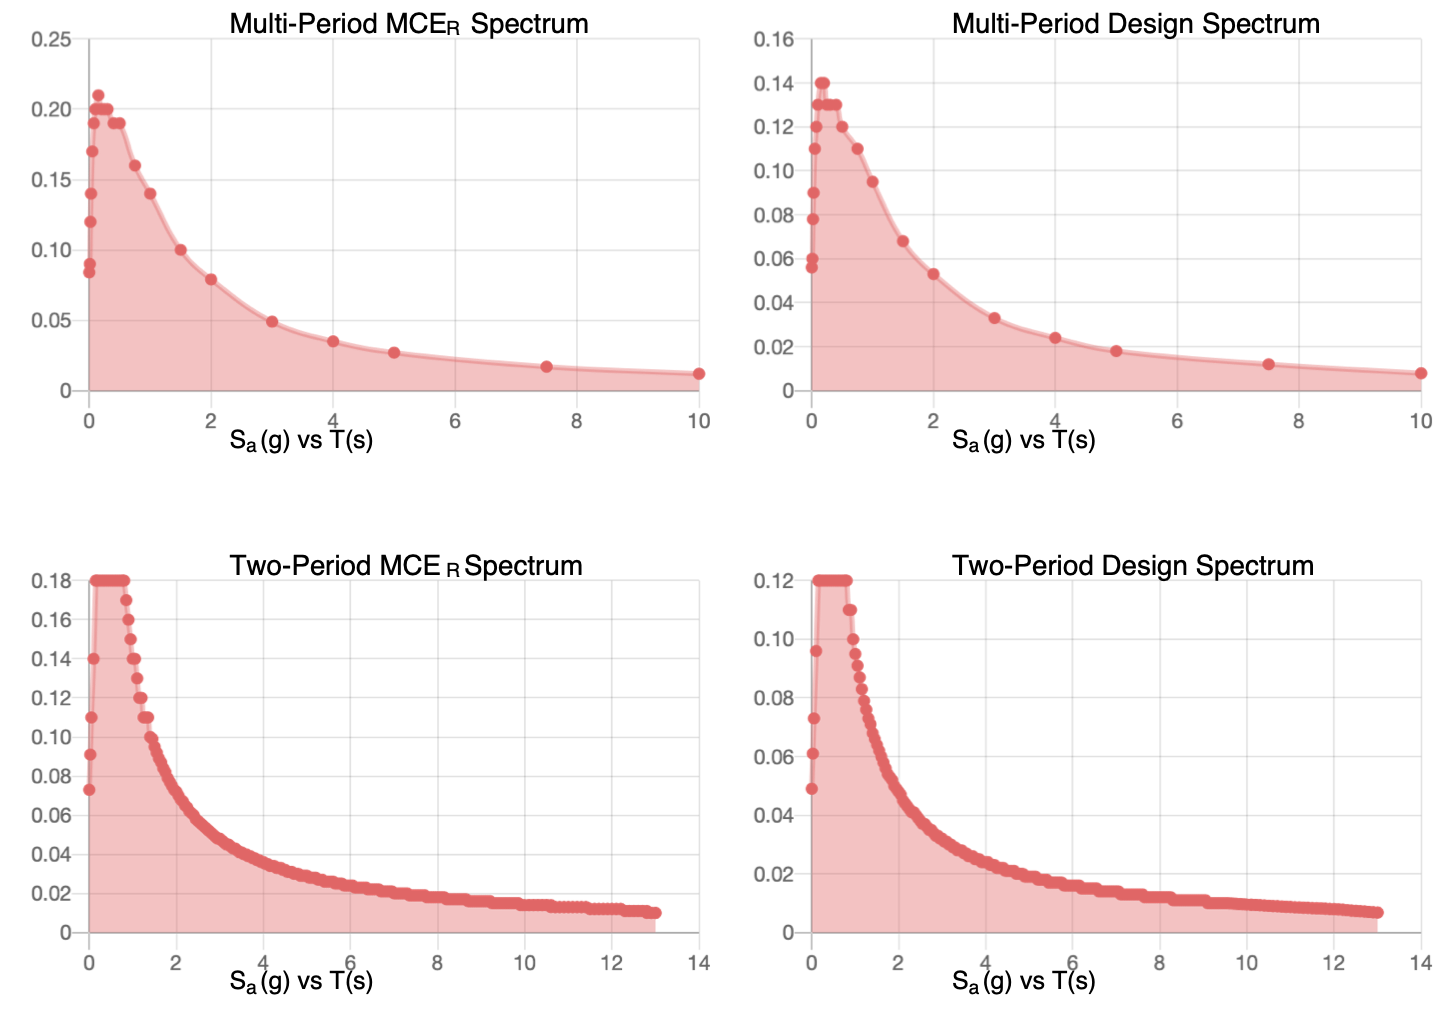 Multi-Period MCER Spectrum
0.25
0.20
0.15
0.10
0.05
0
0 2 4 6 8 10
Sa (g) vs T(s)
Multi-Period Design Spectrum
0.16
0.14
0.12
0.10
0.08
0.06
0.04
0.02
0
0 2 4 6 8 10
Sa (g) vs T(s)
Two-Period MCE R Spectrum
0.18
0.16
0.14
0.12
0.10
0.08
0.06
0.04
0.02
0
0 2 4 6 8 10 12 14
Sa (g) vs T(s)
Two-Period Design Spectrum
0.12
0.10
0.08
0.06
0.04
0.02
0
0 2 4 6 8 10 12 14
Sa (g) vs T(s)